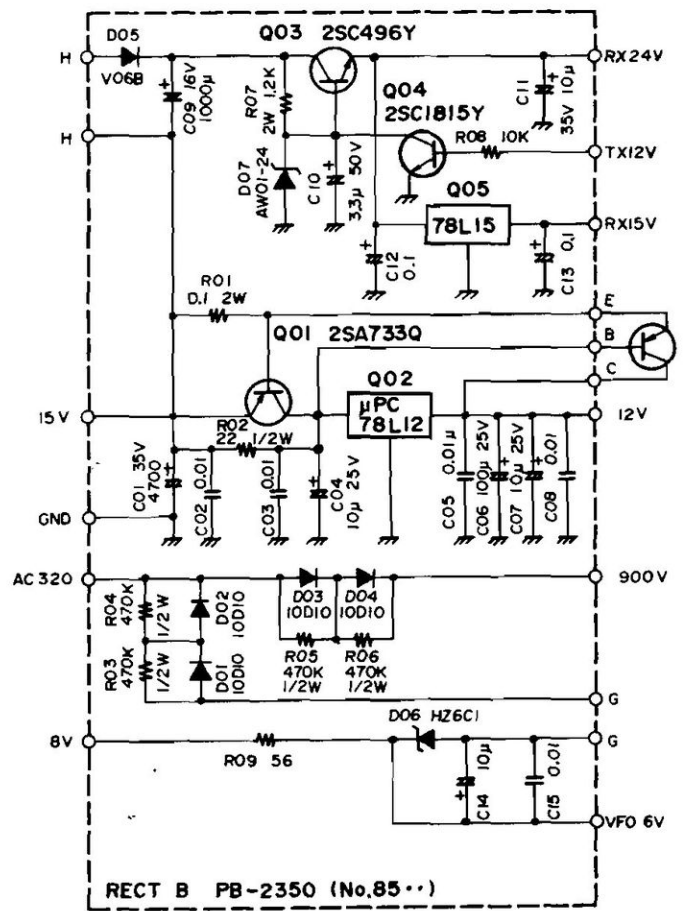 Q03 2SC496Y
D05
V06B
H
C09 16V
1000µ
R07
2W 1.2K
Q04
2SC1815Y
C11
35V 10µ
RX24V
H
D07
AW01-24
C10
3.3µ 50V
R08 10K
TX12V
Q05
78L15
RX15V
C12
0.1
C13
0.1
R01
0.1 2W
E
Q01 2SA733Q
B
C
15V
Q02
µPC
78L12
12V
R02
22 1/2W
C01 35V
4700
C02 0.01
C03 0.01
C04
10µ 25V
C05 0.01µ
C06 100µ 25V
C07 10µ 25V
C08 0.01
GND
AC 320
900V
R04
470K
1/2W
D02
10D10
D03
10D10
D04
10D10
R03
470K
1/2W
D01
10D10
R05
470K
1/2W
R06
470K
1/2W
G
D06 HZ6C1
8V
G
R09 56
10µ
C14
0.01
C15
VFO 6V
RECT B PB-2350 (No,85··)